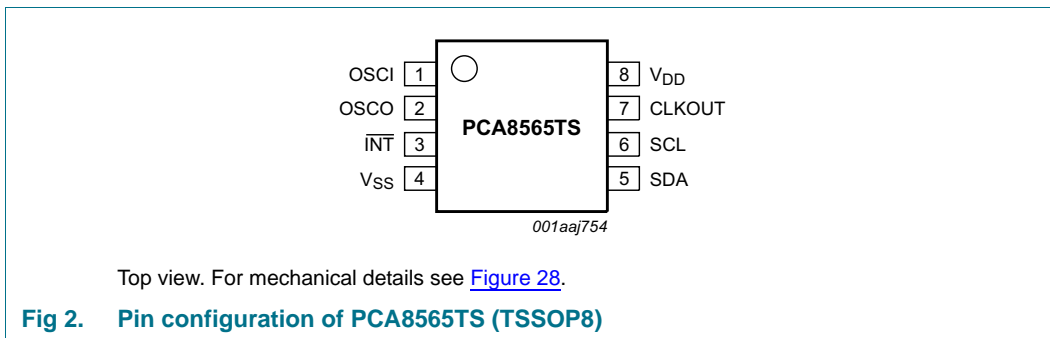 OSCI 1 8 VDD
OSCO 2 7 CLKOUT
PCA8565TS
INT 3 6 SCL
VSS 4 5 SDA
001aaj754
Top view. For mechanical details see Figure 28.
Fig 2. Pin configuration of PCA8565TS (TSSOP8)